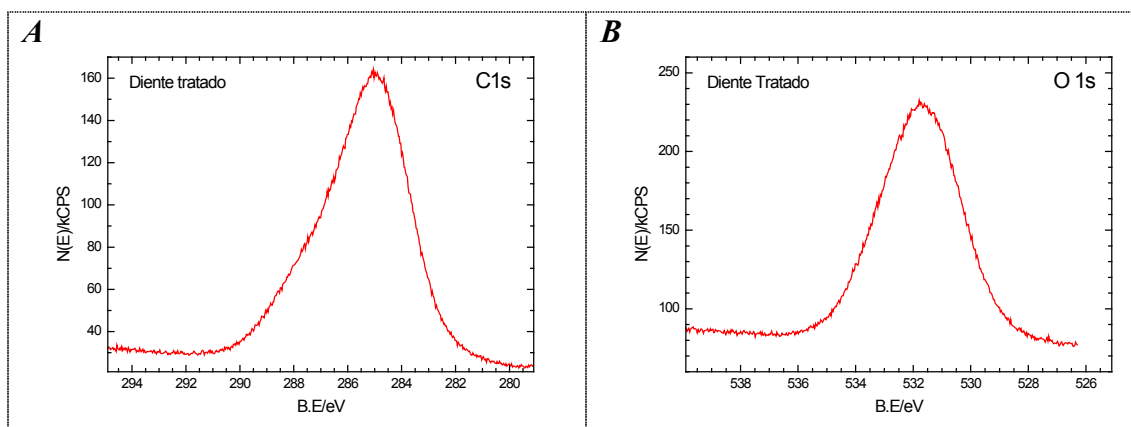 A
Diente tratado
C1s
160
140
120
100
80
60
40
N(E)/kCPS
294
292
290
288
286
284
282
280
B.E/eV
B
Diente Tratado
O 1s
250
200
150
100
N(E)/kCPS
538
536
534
532
530
528
526
B.E/eV